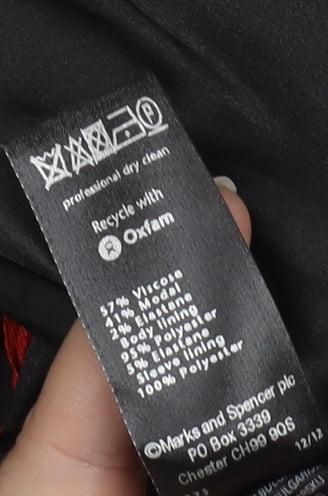 professional dry clean
Recycle with
Oxfam
57% Viscose
41% Modal
2% Elastane
Body lining
95% Polyester
5% Elastane
Sleeve lining
100% Polyester
©Marks and Spencer plc
PO Box 3339
Chester CH99 9QS
12/12